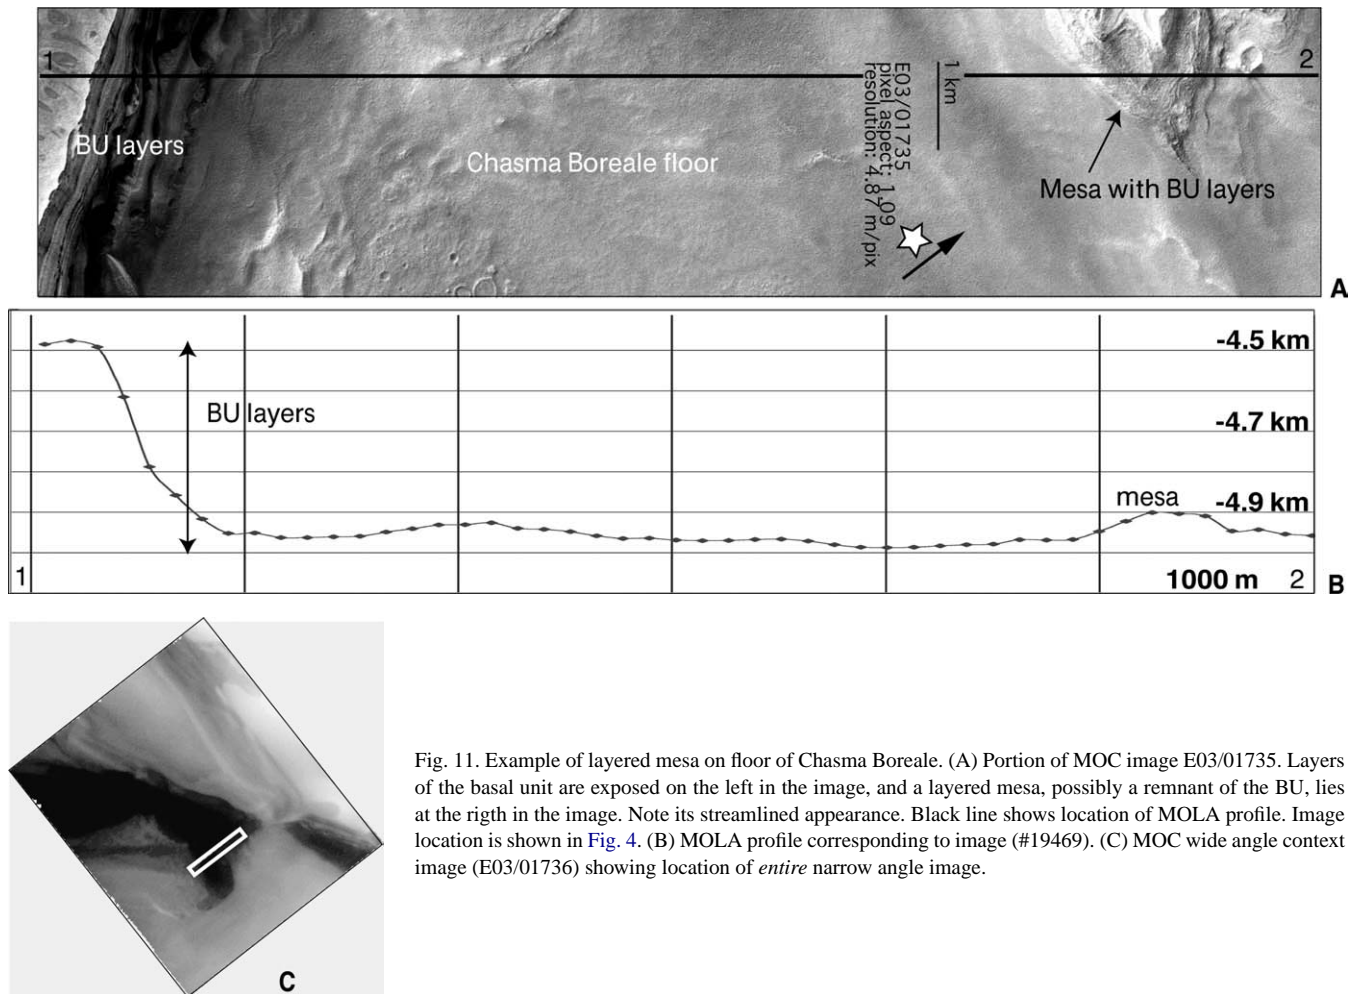 1
2
BU layers
Chasma Boreale floor
1 km
E03/01735
pixel aspect: 1.09
resolution: 4.87 m/pix
Mesa with BU layers
A
-4.5 km
BU layers
-4.7 km
mesa
-4.9 km
1
1000 m
2
B
C
Fig. 11. Example of layered mesa on floor of Chasma Boreale. (A) Portion of MOC image E03/01735. Layers
of the basal unit are exposed on the left in the image, and a layered mesa, possibly a remnant of the BU, lies
at the rigth in the image. Note its streamlined appearance. Black line shows location of MOLA profile. Image
location is shown in Fig. 4. (B) MOLA profile corresponding to image (#19469). (C) MOC wide angle context
image (E03/01736) showing location of entire narrow angle image.